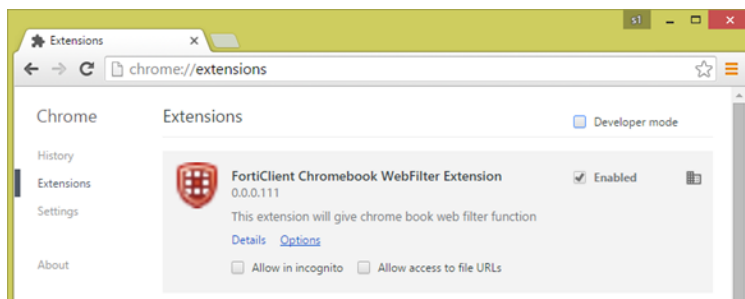 s1
Extensions
chrome://extensions
Chrome
Extensions
Developer mode
History
Extensions
Settings
About
FortiClient Chromebook WebFilter Extension
Enabled
0.0.0.111
This extension will give chrome book web filter function
Details Options
Allow in incognito Allow access to file URLs